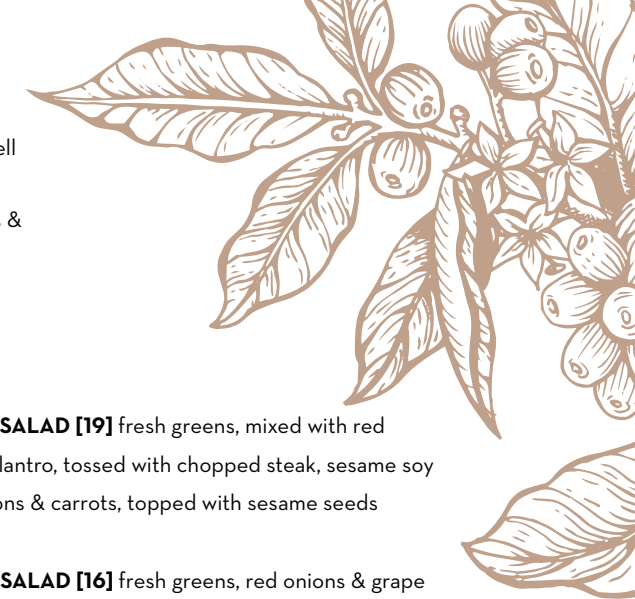 ell
&
SALAD [19] fresh greens, mixed with red
lantro, tossed with chopped steak, sesame soy
ons & carrots, topped with sesame seeds
SALAD [16] fresh greens, red onions & grape